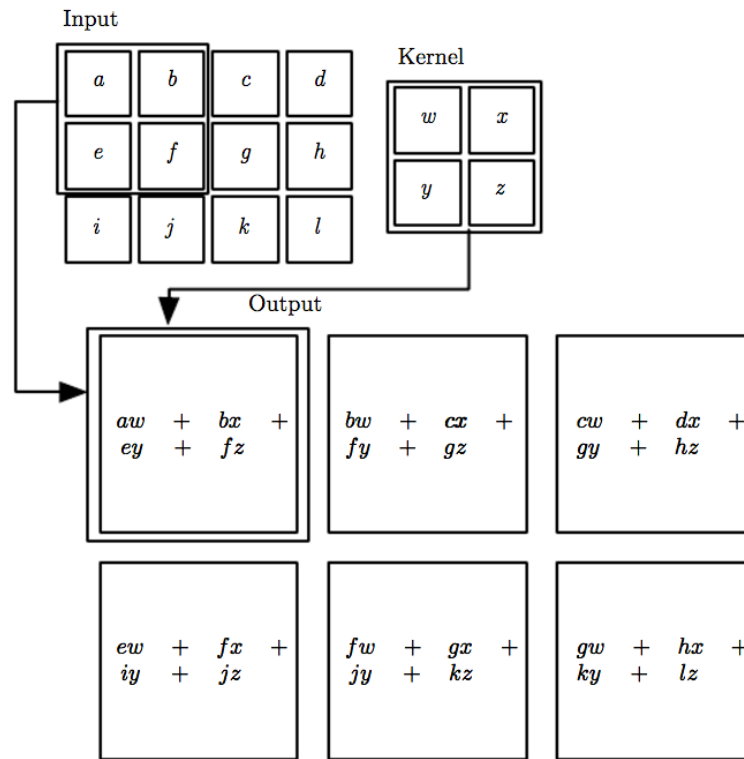 Input
Kernel
a b c d
w x
e f g h
y z
i j k l
Output
aw + bx +
ey + fz
bw + cx +
fy + gz
cw + dx +
gy + hz
ew + fx +
iy + jz
fw + gx +
jy + kz
gw + hx +
ky + lz